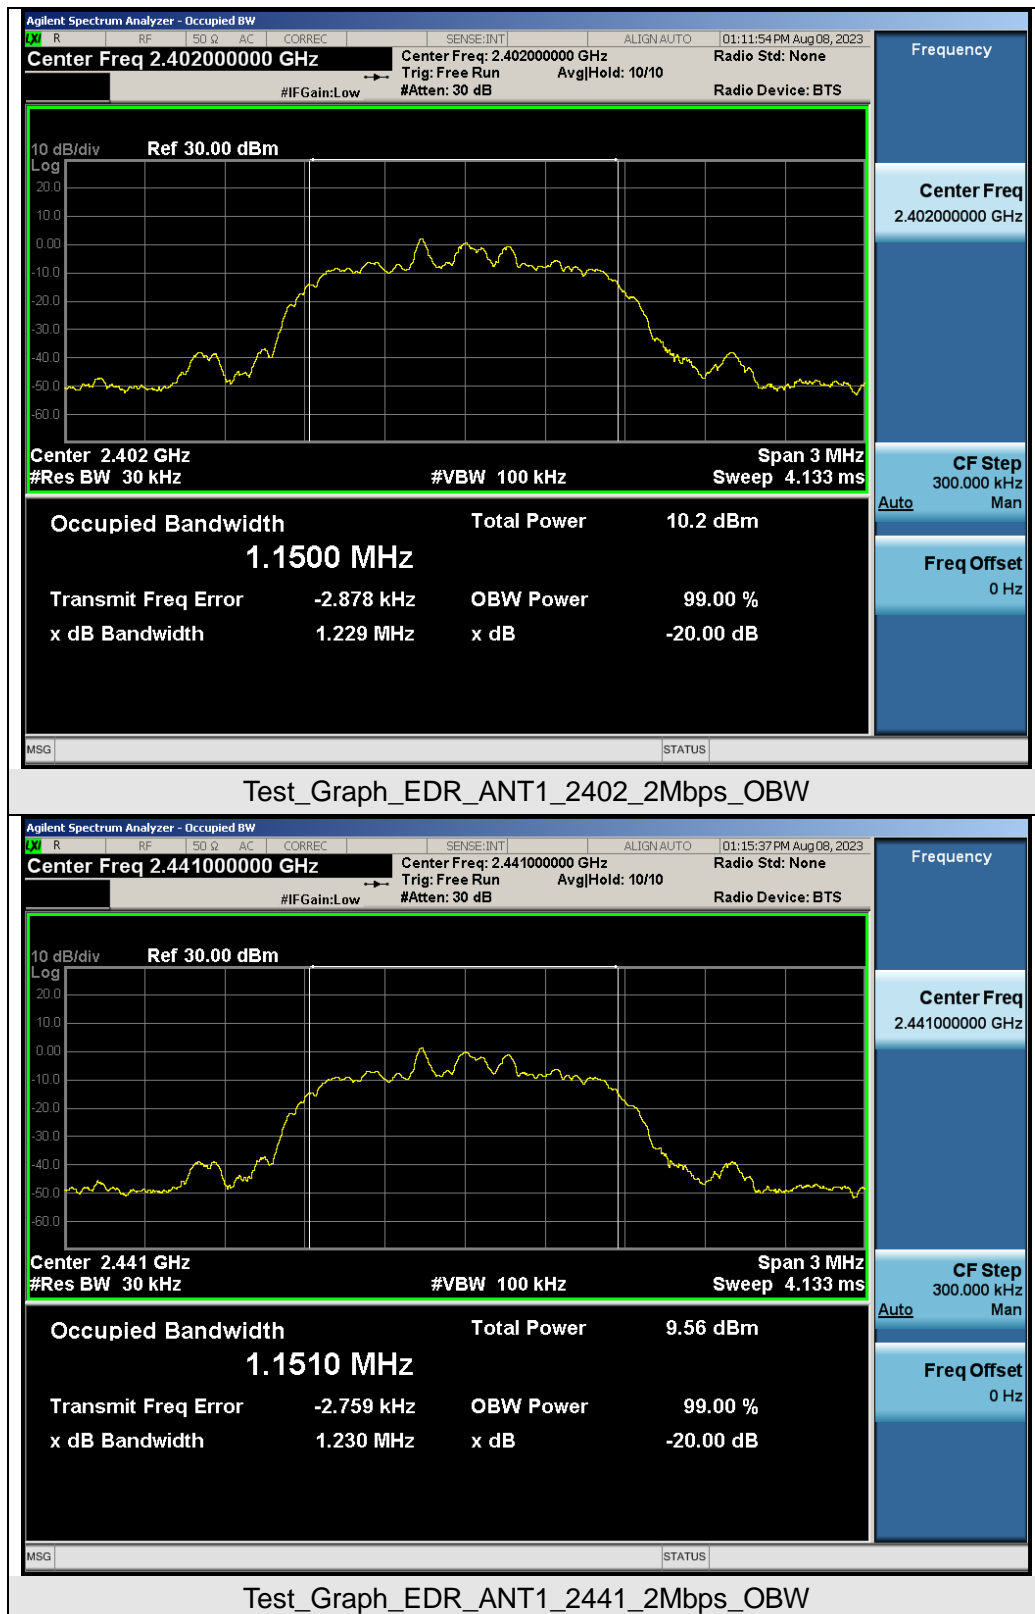 Agilent Spectrum Analyzer - Occupied BW
LXI R RF 50 Ω AC CORREC SENSE:INT ALIGN AUTO 01:11:54 PM Aug 08, 2023
Center Freq 2.402000000 GHz
Center Freq: 2.402000000 GHz Radio Std: None
Trig: Free Run Avg|Hold: 10/10
#IFGain:Low #Atten: 30 dB Radio Device: BTS
Frequency
10 dB/div Ref 30.00 dBm
Log
20.0
10.0
0.00
-10.0
-20.0
-30.0
-40.0
-50.0
-60.0
Center 2.402 GHz Span 3 MHz
#Res BW 30 kHz #VBW 100 kHz Sweep 4.133 ms
Center Freq
2.402000000 GHz
CF Step
300.000 kHz
Auto Man
Freq Offset
0 Hz
Occupied Bandwidth Total Power 10.2 dBm
1.1500 MHz
Transmit Freq Error -2.878 kHz OBW Power 99.00 %
x dB Bandwidth 1.229 MHz x dB -20.00 dB
MSG STATUS
Test_Graph_EDR_ANT1_2402_2Mbps_OBW
Agilent Spectrum Analyzer - Occupied BW
LXI R RF 50 Ω AC CORREC SENSE:INT ALIGN AUTO 01:15:37 PM Aug 08, 2023
Center Freq 2.441000000 GHz
Center Freq: 2.441000000 GHz Radio Std: None
Trig: Free Run Avg|Hold: 10/10
#IFGain:Low #Atten: 30 dB Radio Device: BTS
Frequency
10 dB/div Ref 30.00 dBm
Log
20.0
10.0
0.00
-10.0
-20.0
-30.0
-40.0
-50.0
-60.0
Center 2.441 GHz Span 3 MHz
#Res BW 30 kHz #VBW 100 kHz Sweep 4.133 ms
Center Freq
2.441000000 GHz
CF Step
300.000 kHz
Auto Man
Freq Offset
0 Hz
Occupied Bandwidth Total Power 9.56 dBm
1.1510 MHz
Transmit Freq Error -2.759 kHz OBW Power 99.00 %
x dB Bandwidth 1.230 MHz x dB -20.00 dB
MSG STATUS
Test_Graph_EDR_ANT1_2441_2Mbps_OBW